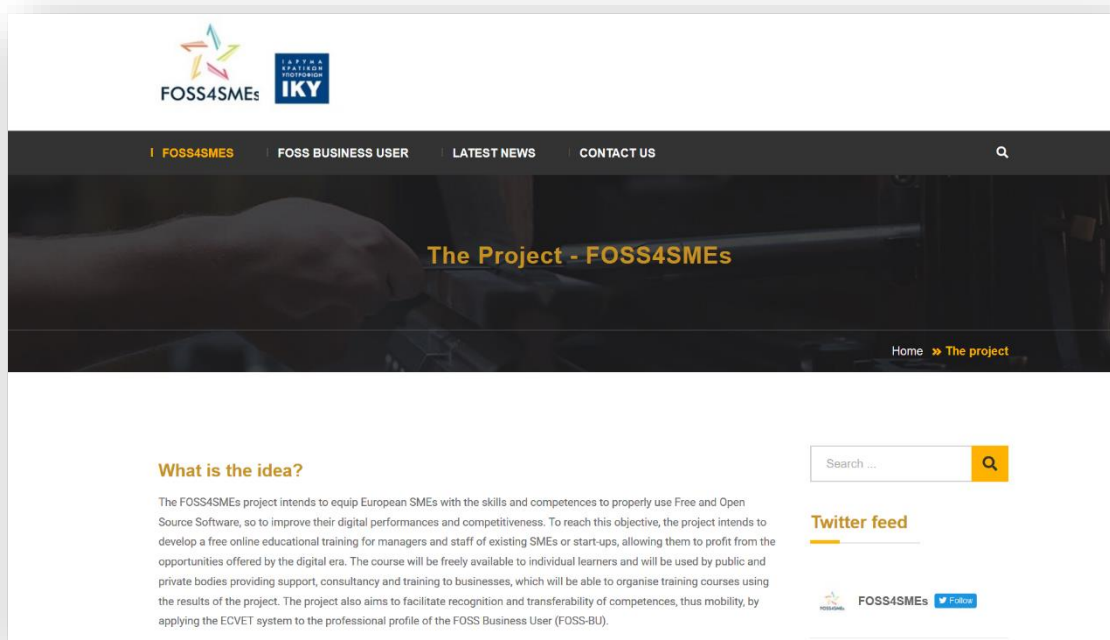 FOSS4SMEs
ΙΔΡΥΜΑ
ΚΡΑΤΙΚΩΝ
ΥΠΟΤΡΟΦΙΩΝ
ΙΚΥ
FOSS4SMES
FOSS BUSINESS USER
LATEST NEWS
CONTACT US
The Project - FOSS4SMEs
Home » The project
What is the idea?
The FOSS4SMEs project intends to equip European SMEs with the skills and competences to properly use Free and Open
Source Software, so to improve their digital performances and competitiveness. To reach this objective, the project intends to
develop a free online educational training for managers and staff of existing SMEs or start-ups, allowing them to profit from the
opportunities offered by the digital era. The course will be freely available to individual learners and will be used by public and
private bodies providing support, consultancy and training to businesses, which will be able to organise training courses using
the results of the project. The project also aims to facilitate recognition and transferability of competences, thus mobility, by
applying the ECVET system to the professional profile of the FOSS Business User (FOSS-BU).
Search ...
Twitter feed
FOSS4SMEs
FOSS4SMEs
Follow